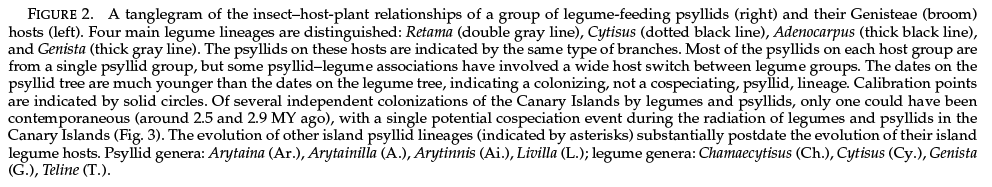 FIGURE 2. A tanglegram of the insect–host-plant relationships of a group of legume-feeding psyllids (right) and their Genisteae (broom)
hosts (left). Four main legume lineages are distinguished: Retama (double gray line), Cytisus (dotted black line), Adenocarpus (thick black line),
and Genista (thick gray line). The psyllids on these hosts are indicated by the same type of branches. Most of the psyllids on each host group are
from a single psyllid group, but some psyllid–legume associations have involved a wide host switch between legume groups. The dates on the
psyllid tree are much younger than the dates on the legume tree, indicating a colonizing, not a cospeciating, psyllid, lineage. Calibration points
are indicated by solid circles. Of several independent colonizations of the Canary Islands by legumes and psyllids, only one could have been
contemporaneous (around 2.5 and 2.9 MY ago), with a single potential cospeciation event during the radiation of legumes and psyllids in the
Canary Islands (Fig. 3). The evolution of other island psyllid lineages (indicated by asterisks) substantially postdate the evolution of their island
legume hosts. Psyllid genera: Arytaina (Ar.), Arytainilla (A.), Arytinnis (Ai.), Livilla (L.); legume genera: Chamaecytisus (Ch.), Cytisus (Cy.), Genista
(G.), Teline (T.).